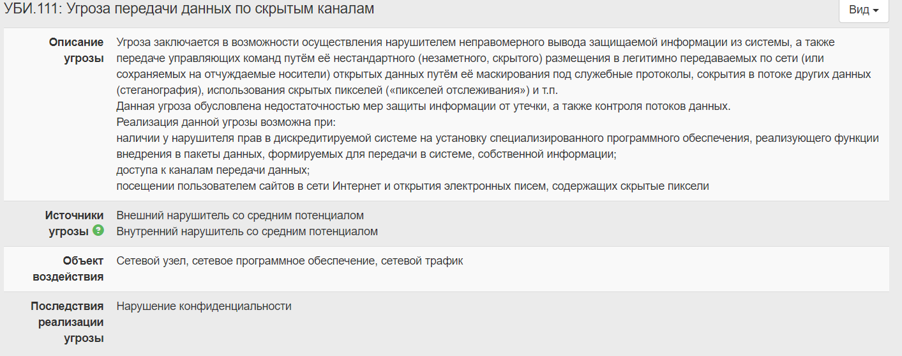 УБИ.111: Угроза передачи данных по скрытым каналам
Вид
Описание угрозы
Угроза заключается в возможности осуществления нарушителем неправомерного вывода защищаемой информации из системы, а также
передаче управляющих команд путём её нестандартного (незаметного, скрытого) размещения в легитимно передаваемых по сети (или
сохраняемых на отчуждаемые носители) открытых данных путём её маскирования под служебные протоколы, сокрытия в потоке других данных
(стеганография), использования скрытых пикселей («пикселей отслеживания») и т.п.
Данная угроза обусловлена недостаточностью мер защиты информации от утечки, а также контроля потоков данных.
Реализация данной угрозы возможна при:
наличии у нарушителя прав в дискредитируемой системе на установку специализированного программного обеспечения, реализующего функции
внедрения в пакеты данных, формируемых для передачи в системе, собственной информации;
доступа к каналам передачи данных;
посещении пользователем сайтов в сети Интернет и открытия электронных писем, содержащих скрытые пиксели
Источники
угрозы
Внешний нарушитель со средним потенциалом
Внутренний нарушитель со средним потенциалом
Объект
воздействия
Сетевой узел, сетевое программное обеспечение, сетевой трафик
Последствия
реализации
угрозы
Нарушение конфиденциальности